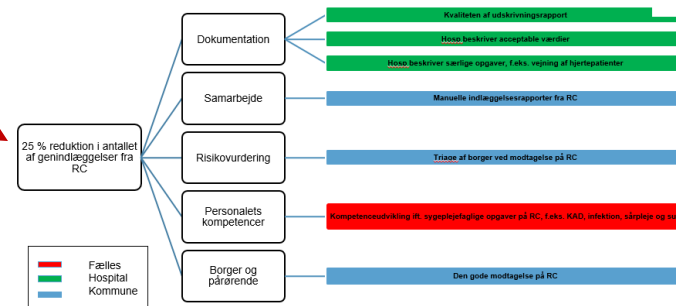 Kvaliteten af udskrivningsrapport
Dokumentation
Hosp beskriver acceptable værdier
Hosp beskriver særlige opgaver, f.eks. vejning af hjertepatienter
Samarbejde
Manuelle indlæggelsesrapporter fra RC
25 % reduktion i antallet
af genindlæggelser fra
RC
Risikovurdering
Triage af borger ved modtagelse på RC
Personalets
kompetencer
Kompetenceudvikling ift. sygeplejefaglige opgaver på RC, f.eks. KAD, infektion, sårpleje og
Borger og
pårørende
Den gode modtagelse på RC
Fælles
Hospital
Kommune